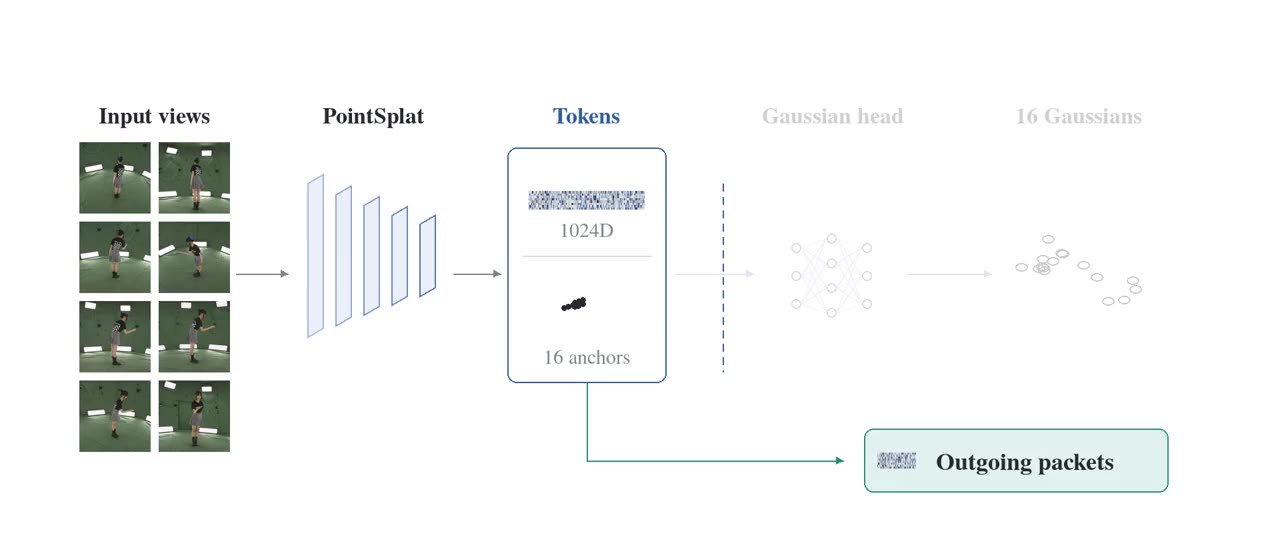 Input views
PointSplat
Tokens
Gaussian head
16 Gaussians
1024D
16 anchors
Outgoing packets